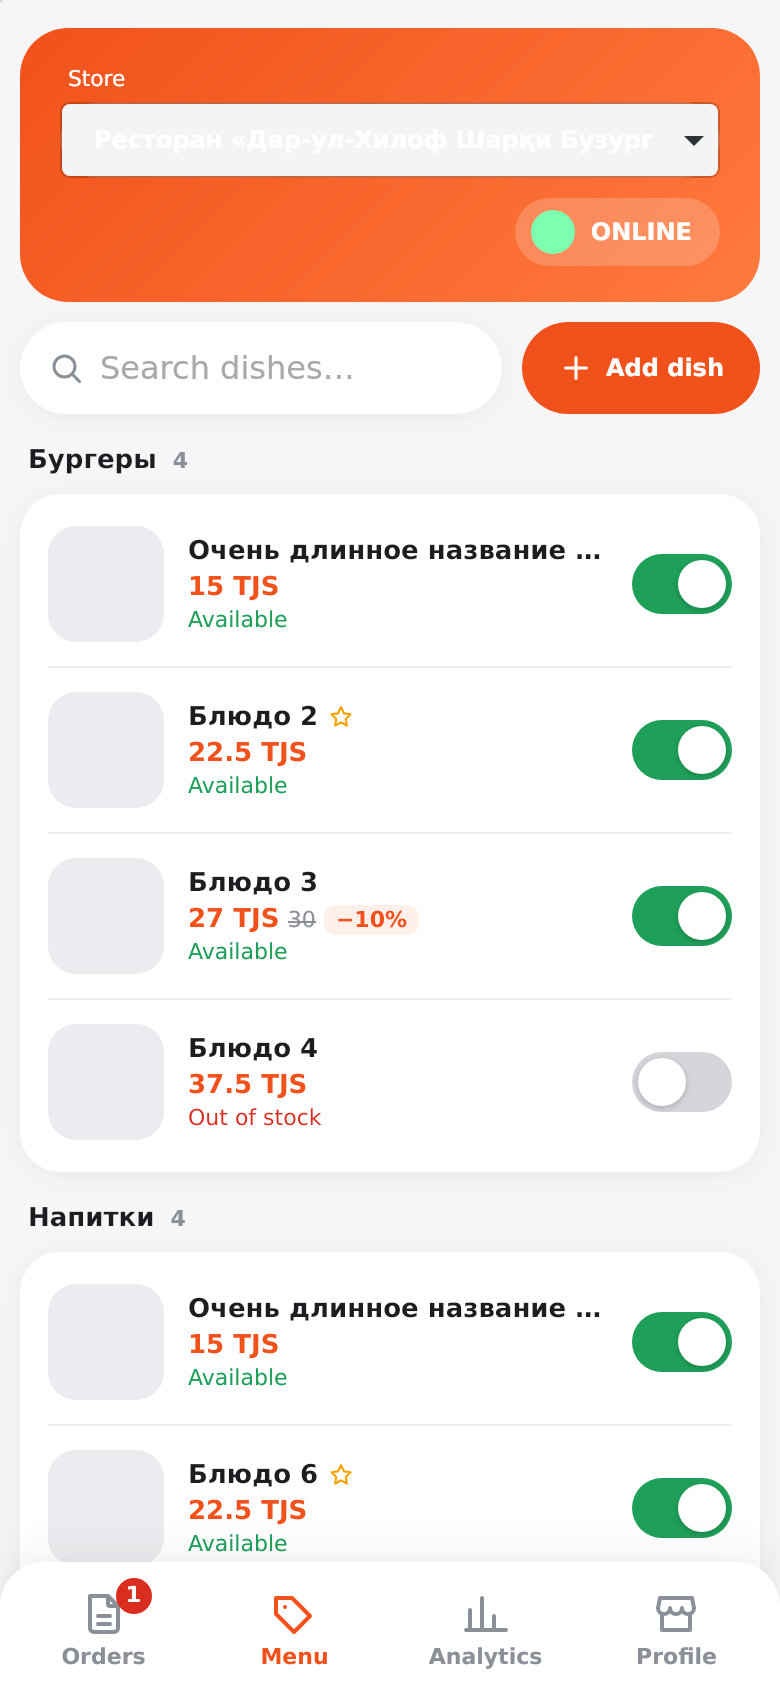 Store
Ресторан «Дар-ул-Хилоф Шарқи Бузург
ONLINE
Search dishes...
Add dish
Бургеры 4
Очень длинное название ...
15 TJS
Available
Блюдо 2
22.5 TJS
Available
Блюдо 3
27 TJS 30 −10%
Available
Блюдо 4
37.5 TJS
Out of stock
Напитки 4
Очень длинное название ...
15 TJS
Available
Блюдо 6
22.5 TJS
Available
1
Orders Menu Analytics Profile